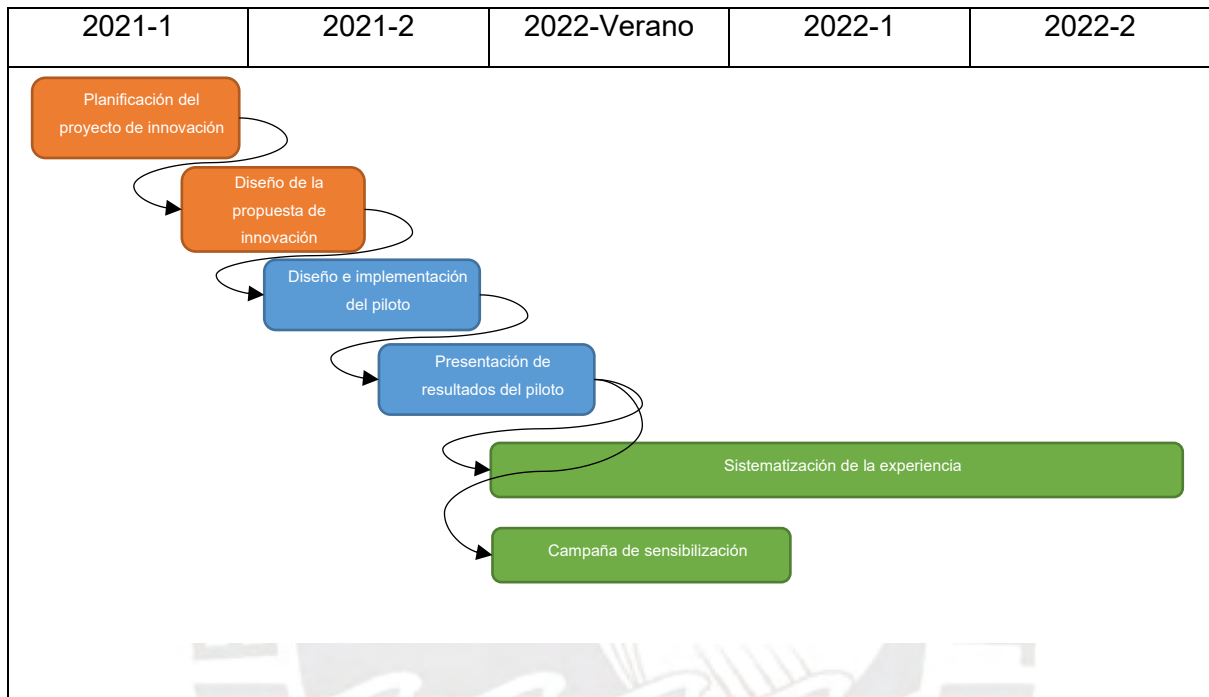 2021-1 2021-2 2022-Verano 2022-1 2022-2
Planificación del
proyecto de innovación
Diseño de la
propuesta de
innovación
Diseño e implementación
del piloto
Presentación de
resultados del piloto
Sistematización de la experiencia
Campaña de sensibilización